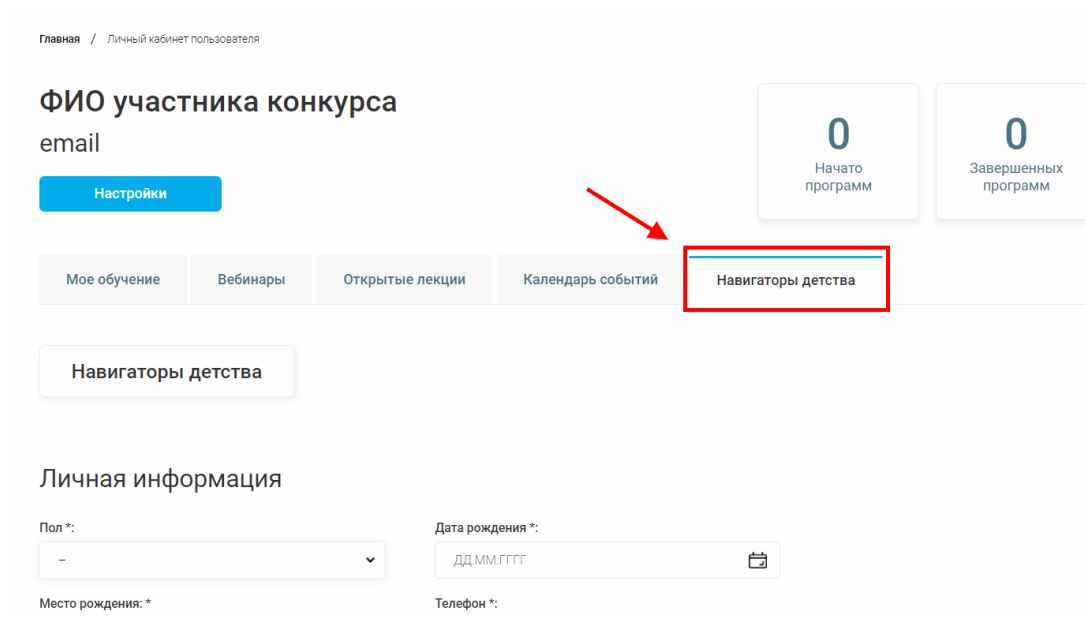 Главная / Личный кабинет пользователя
ФИО участника конкурса
email
Настройки
0
Начато
программ
0
Завершенных
программ
Мое обучение Вебинары Открытые лекции Календарь событий Навигаторы детства
Навигаторы детства
Личная информация
Пол *: Дата рождения *:
– ДД.ММ.ГГГГ
Место рождения: * Телефон *: